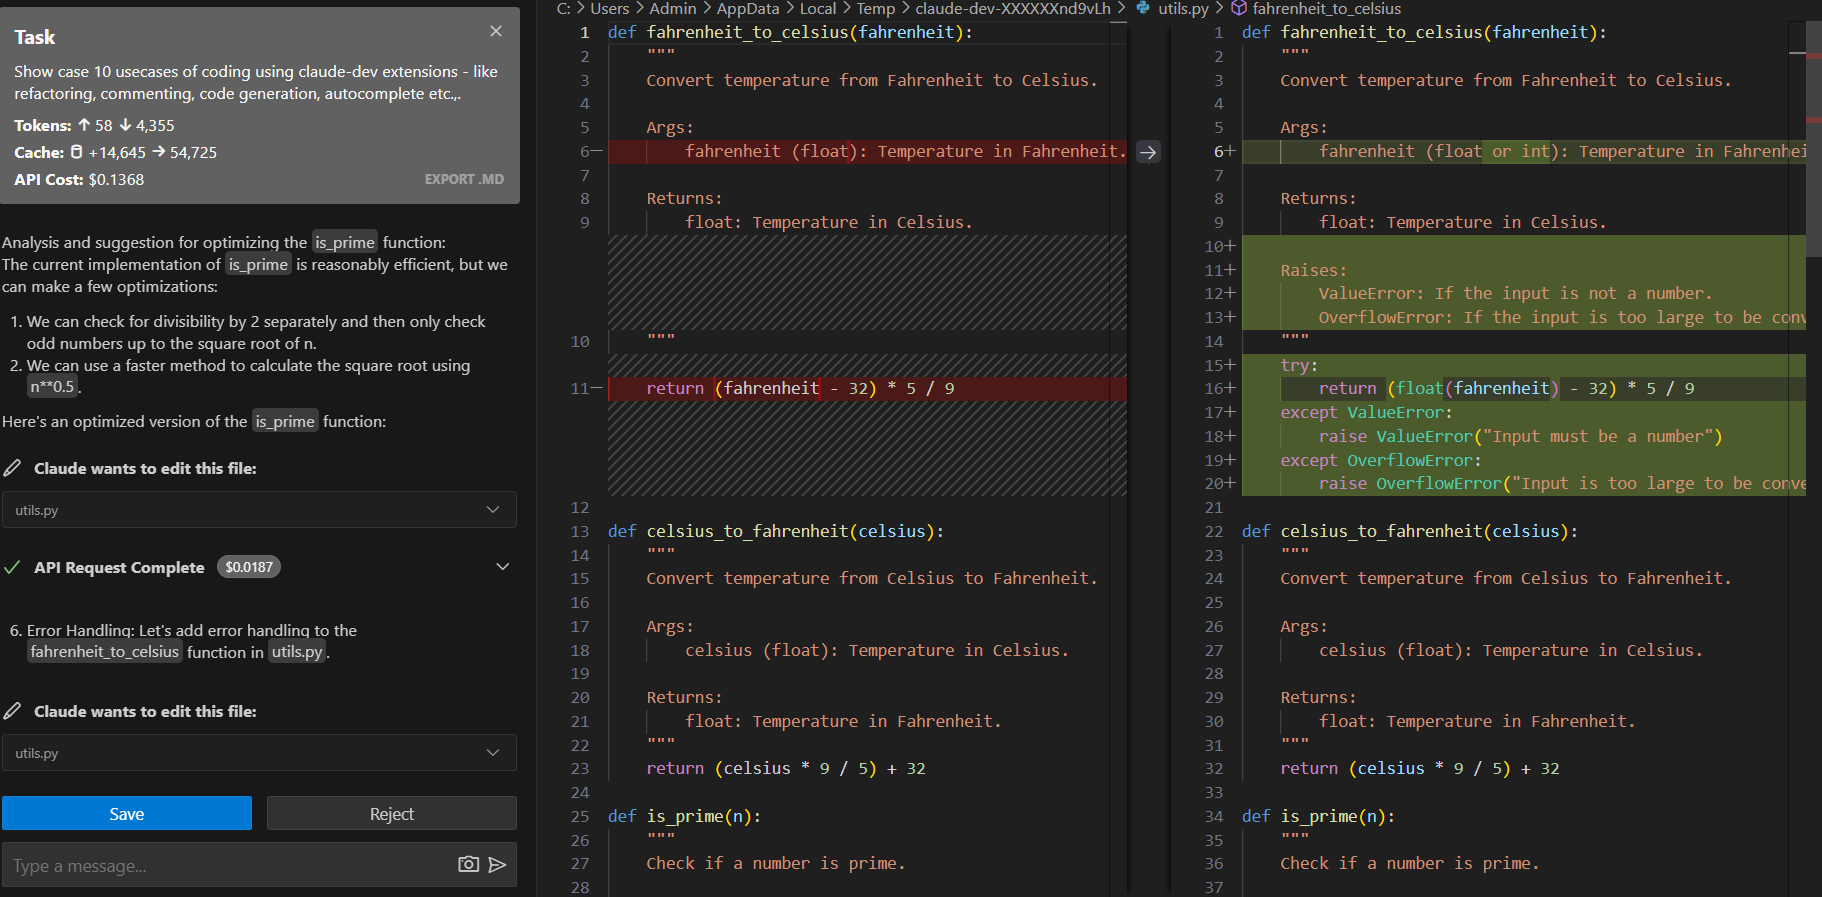 Task
Show case 10 usecases of coding using claude-dev extensions - like
refactoring, commenting, code generation, autocomplete etc.,.
Tokens: ↑ 58 ↓ 4,355
Cache: +14,645 → 54,725
API Cost: $0.1368
EXPORT .MD
Analysis and suggestion for optimizing the is_prime function:
The current implementation of is_prime is reasonably efficient, but we
can make a few optimizations:
1. We can check for divisibility by 2 separately and then only check
odd numbers up to the square root of n.
2. We can use a faster method to calculate the square root using
n**0.5.
Here's an optimized version of the is_prime function:
Claude wants to edit this file:
utils.py
API Request Complete $0.0187
6. Error Handling: Let's add error handling to the
fahrenheit_to_celsius function in utils.py.
Claude wants to edit this file:
utils.py
Save Reject
Type a message...
C: > Users > Admin > AppData > Local > Temp > claude-dev-XXXXXXnd9vLh > utils.py > fahrenheit_to_celsius
1 def fahrenheit_to_celsius(fahrenheit):
2 """
3 Convert temperature from Fahrenheit to Celsius.
4
5 Args:
6— fahrenheit (float): Temperature in Fahrenheit.
7
8 Returns:
9 float: Temperature in Celsius.
10 """
11— return (fahrenheit - 32) * 5 / 9
12
13 def celsius_to_fahrenheit(celsius):
14 """
15 Convert temperature from Celsius to Fahrenheit.
16
17 Args:
18 celsius (float): Temperature in Celsius.
19
20 Returns:
21 float: Temperature in Fahrenheit.
22 """
23 return (celsius * 9 / 5) + 32
24
25 def is_prime(n):
26 """
27 Check if a number is prime.
28
1 def fahrenheit_to_celsius(fahrenheit):
2 """
3 Convert temperature from Fahrenheit to Celsius.
4
5 Args:
6+ fahrenheit (float or int): Temperature in Fahrenhei
7
8 Returns:
9 float: Temperature in Celsius.
10+
11+ Raises:
12+ ValueError: If the input is not a number.
13+ OverflowError: If the input is too large to be conv
14 """
15+ try:
16+ return (float(fahrenheit) - 32) * 5 / 9
17+ except ValueError:
18+ raise ValueError("Input must be a number")
19+ except OverflowError:
20+ raise OverflowError("Input is too large to be conve
21
22 def celsius_to_fahrenheit(celsius):
23 """
24 Convert temperature from Celsius to Fahrenheit.
25
26 Args:
27 celsius (float): Temperature in Celsius.
28
29 Returns:
30 float: Temperature in Fahrenheit.
31 """
32 return (celsius * 9 / 5) + 32
33
34 def is_prime(n):
35 """
36 Check if a number is prime.
37